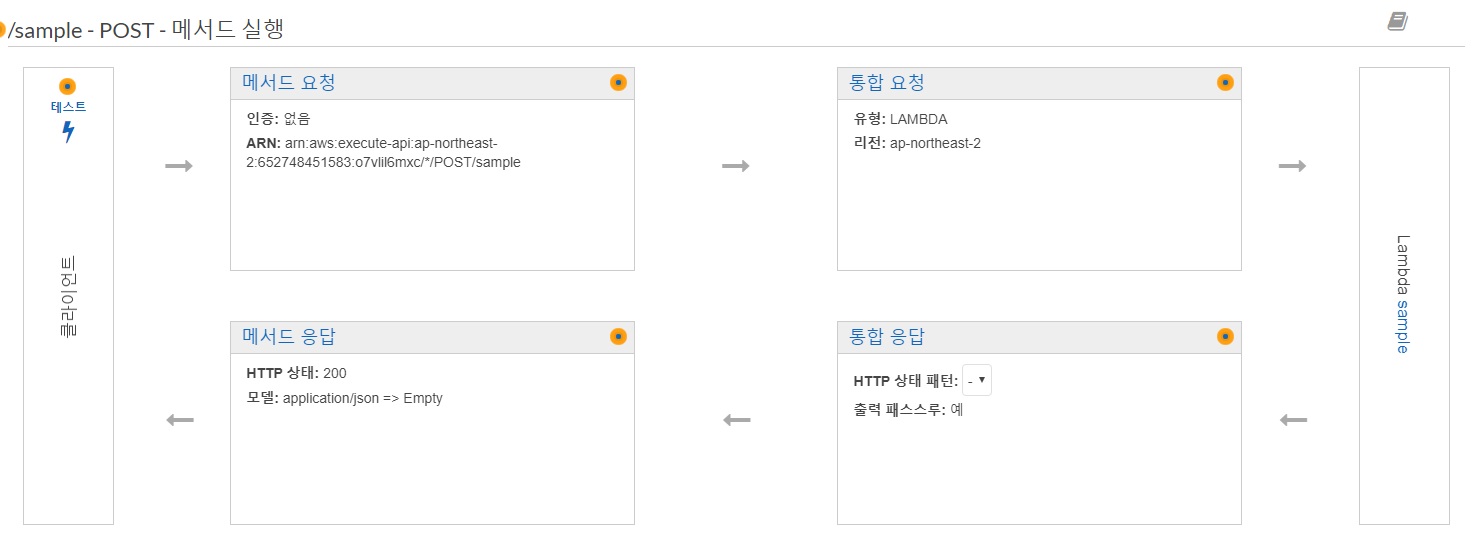 /sample - POST - 메서드 실행
테스트
클라이언트
메서드 요청
인증: 없음
ARN: arn:aws:execute-api:ap-northeast-
2:652748451583:o7vlil6mxc/*/POST/sample
통합 요청
유형: LAMBDA
리전: ap-northeast-2
Lambda sample
메서드 응답
HTTP 상태: 200
모델: application/json => Empty
통합 응답
HTTP 상태 패턴: -
출력 패스스루: 예